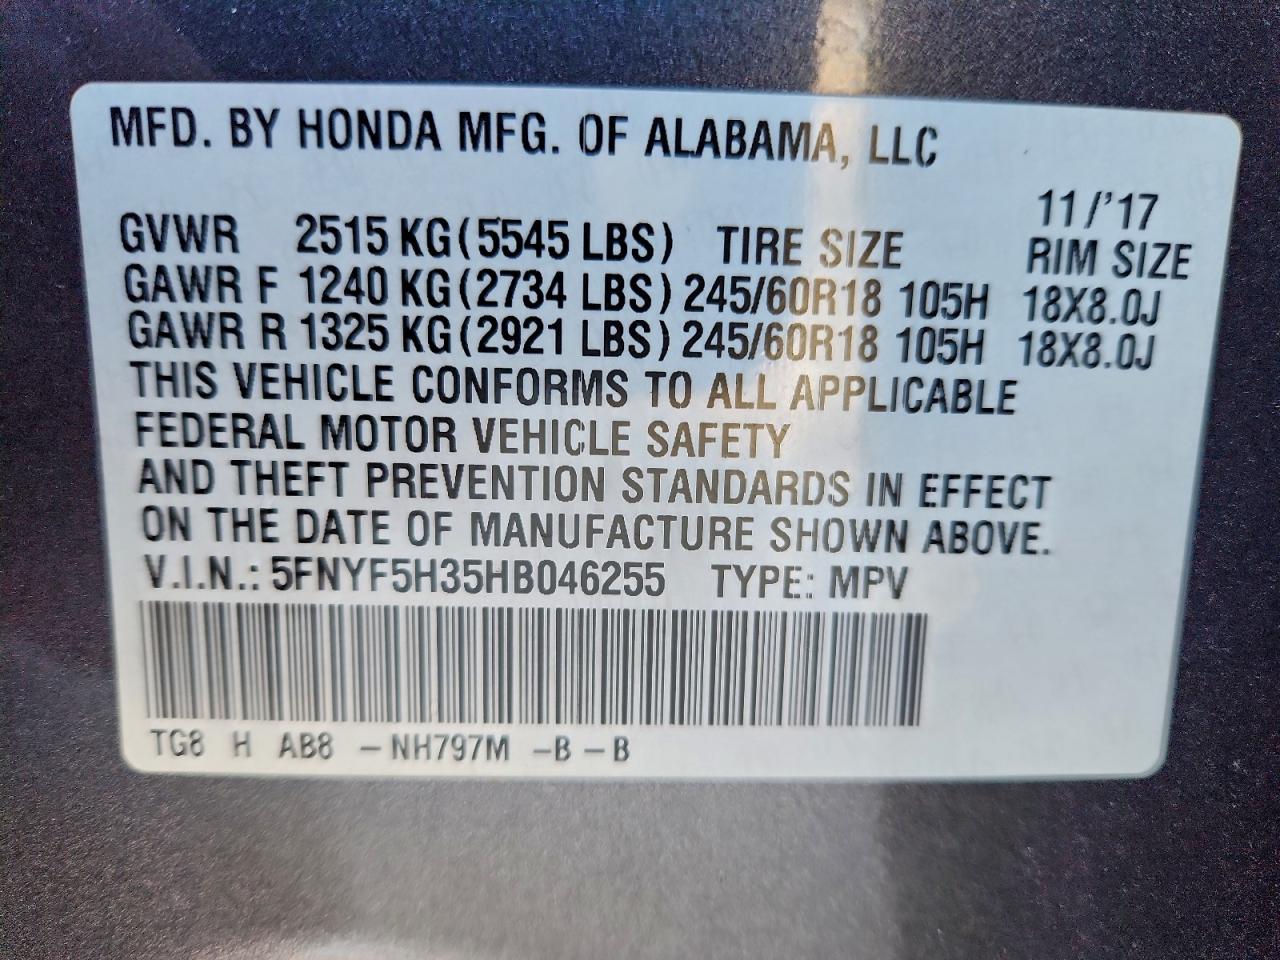 MFD. BY HONDA MFG. OF ALABAMA, LLC
11/'17
GVWR 2515 KG (5545 LBS) TIRE SIZE RIM SIZE
GAWR F 1240 KG (2734 LBS) 245/60R18 105H 18X8.0J
GAWR R 1325 KG (2921 LBS) 245/60R18 105H 18X8.0J
THIS VEHICLE CONFORMS TO ALL APPLICABLE
FEDERAL MOTOR VEHICLE SAFETY
AND THEFT PREVENTION STANDARDS IN EFFECT
ON THE DATE OF MANUFACTURE SHOWN ABOVE.
V.I.N.: 5FNYF5H35HB046255 TYPE: MPV
TG8 H AB8 -NH797M -B -B